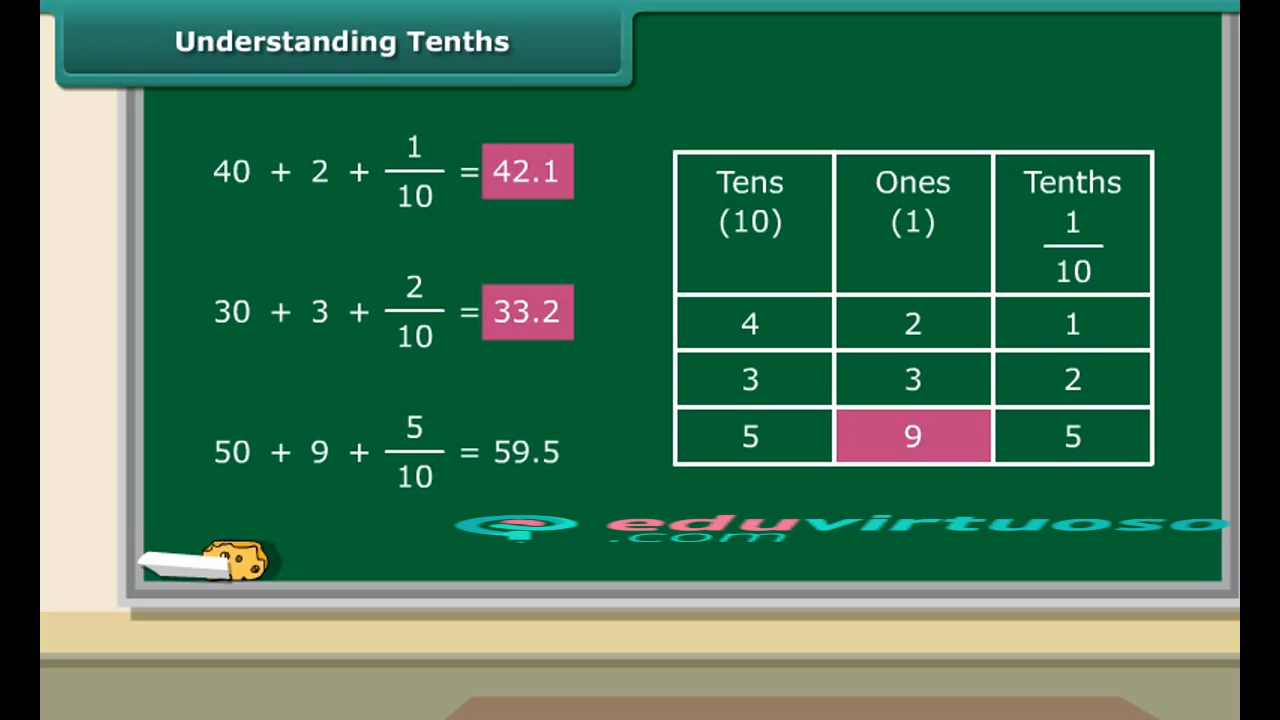 Understanding Tenths
40 + 2 + 1/10 = 42.1
30 + 3 + 2/10 = 33.2
50 + 9 + 5/10 = 59.5
Tens (10) Ones (1) Tenths 1/10
4 2 1
3 3 2
5 9 5
eduvirtuoso
.com